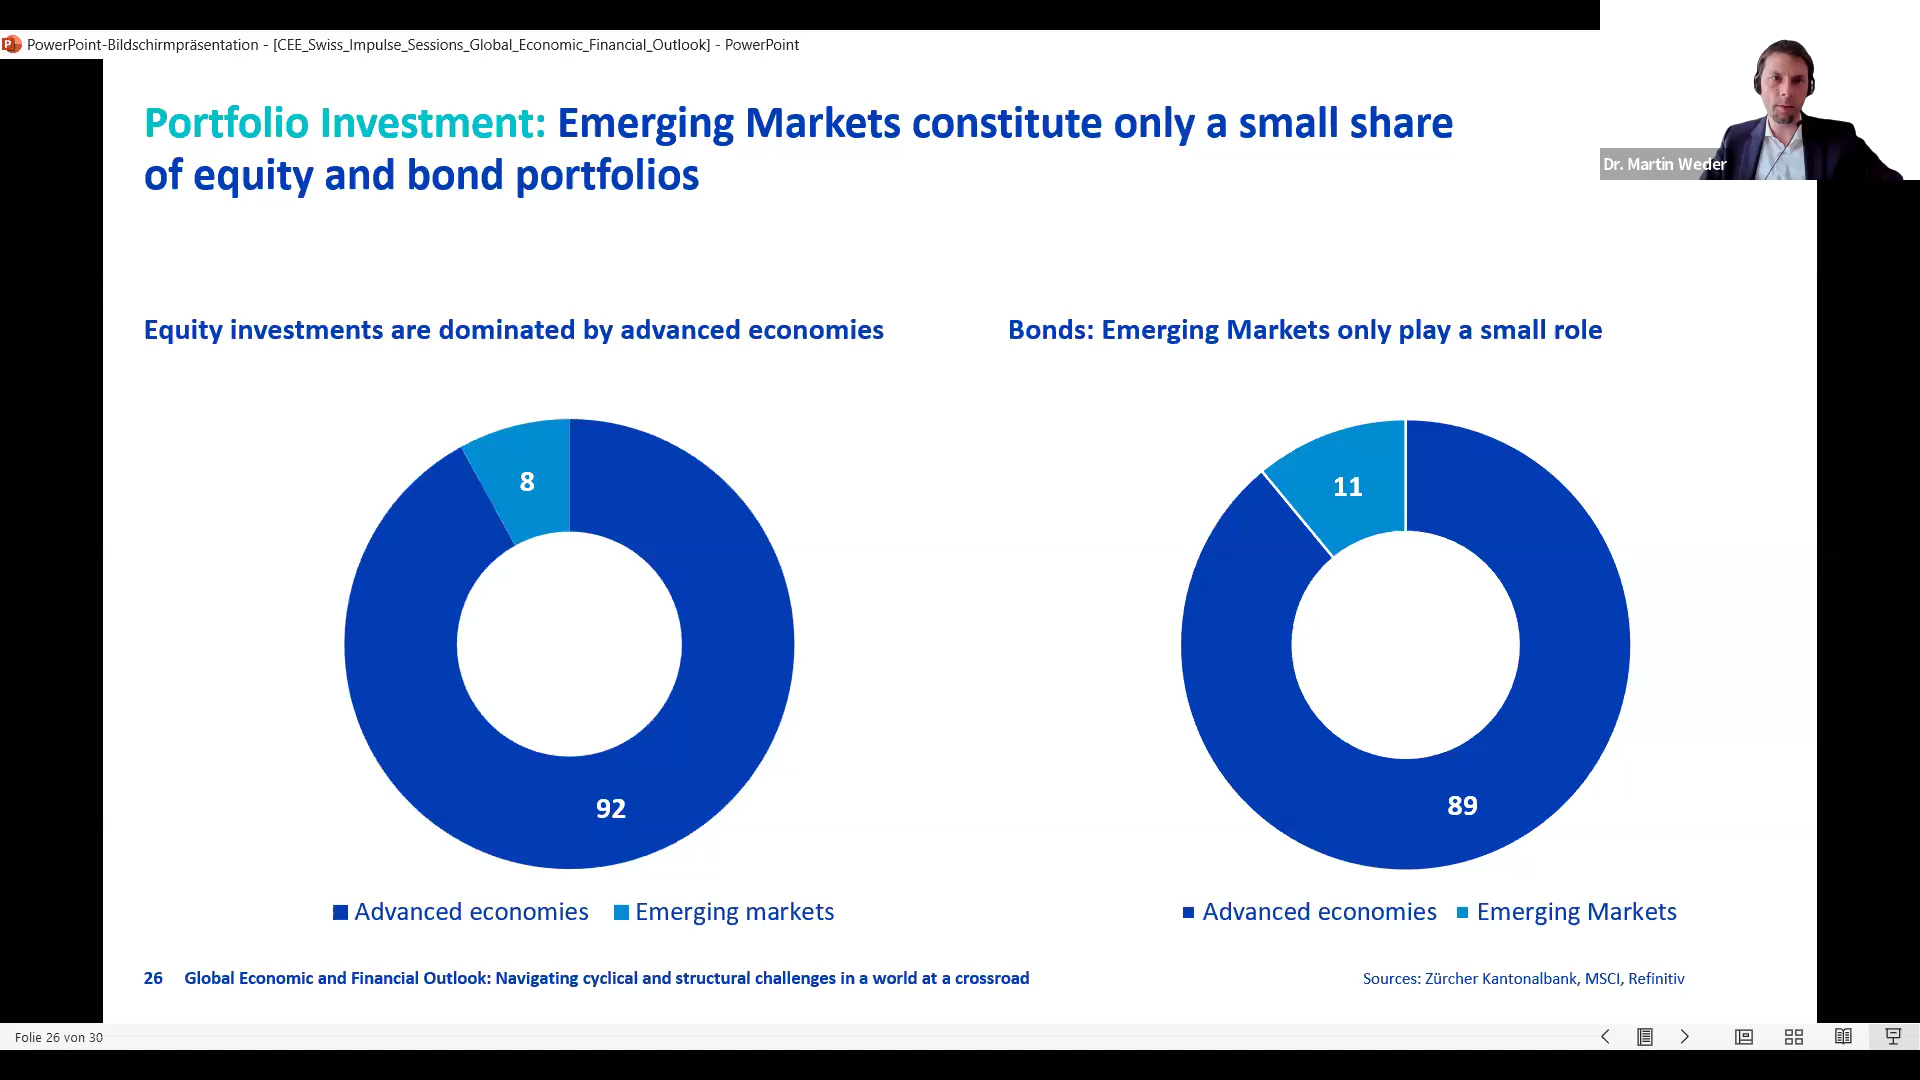 PowerPoint-Bildschirmpräsentation - [CEE_Swiss_Impulse_Sessions_Global_Economic_Financial_Outlook] - PowerPoint
Dr. Martin Weder
Portfolio Investment: Emerging Markets constitute only a small share
of equity and bond portfolios
Equity investments are dominated by advanced economies
8
92
Advanced economies Emerging markets
Bonds: Emerging Markets only play a small role
11
89
Advanced economies Emerging Markets
26 Global Economic and Financial Outlook: Navigating cyclical and structural challenges in a world at a crossroad
Sources: Zürcher Kantonalbank, MSCI, Refinitiv
Folie 26 von 30